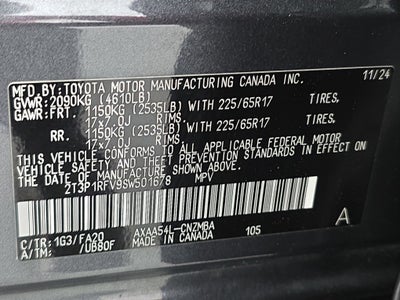 MFD. BY: TOYOTA MOTOR MANUFACTURING CANADA INC. 11/24
GVWR: 2090KG (4610LB)
GAWR: FRT. 1150KG (2535LB) WITH 225/65R17 TIRES,
17x7.0J RIMS,
RR. 1150KG (2535LB) WITH 225/65R17 TIRES,
17x7.0J RIMS,
THIS VEHICLE CONFORMS TO ALL APPLICABLE FEDERAL MOTOR
VEHICLE SAFETY, THEFT PREVENTION STANDARDS IN EFFECT
ON THE DATE OF MANUFACTURE SHOWN ABOVE.
MPV
C/TR: 1G3/FA20 AXAA54L-CNZMBA
A/TM: /UB80F MADE IN CANADA 105
A